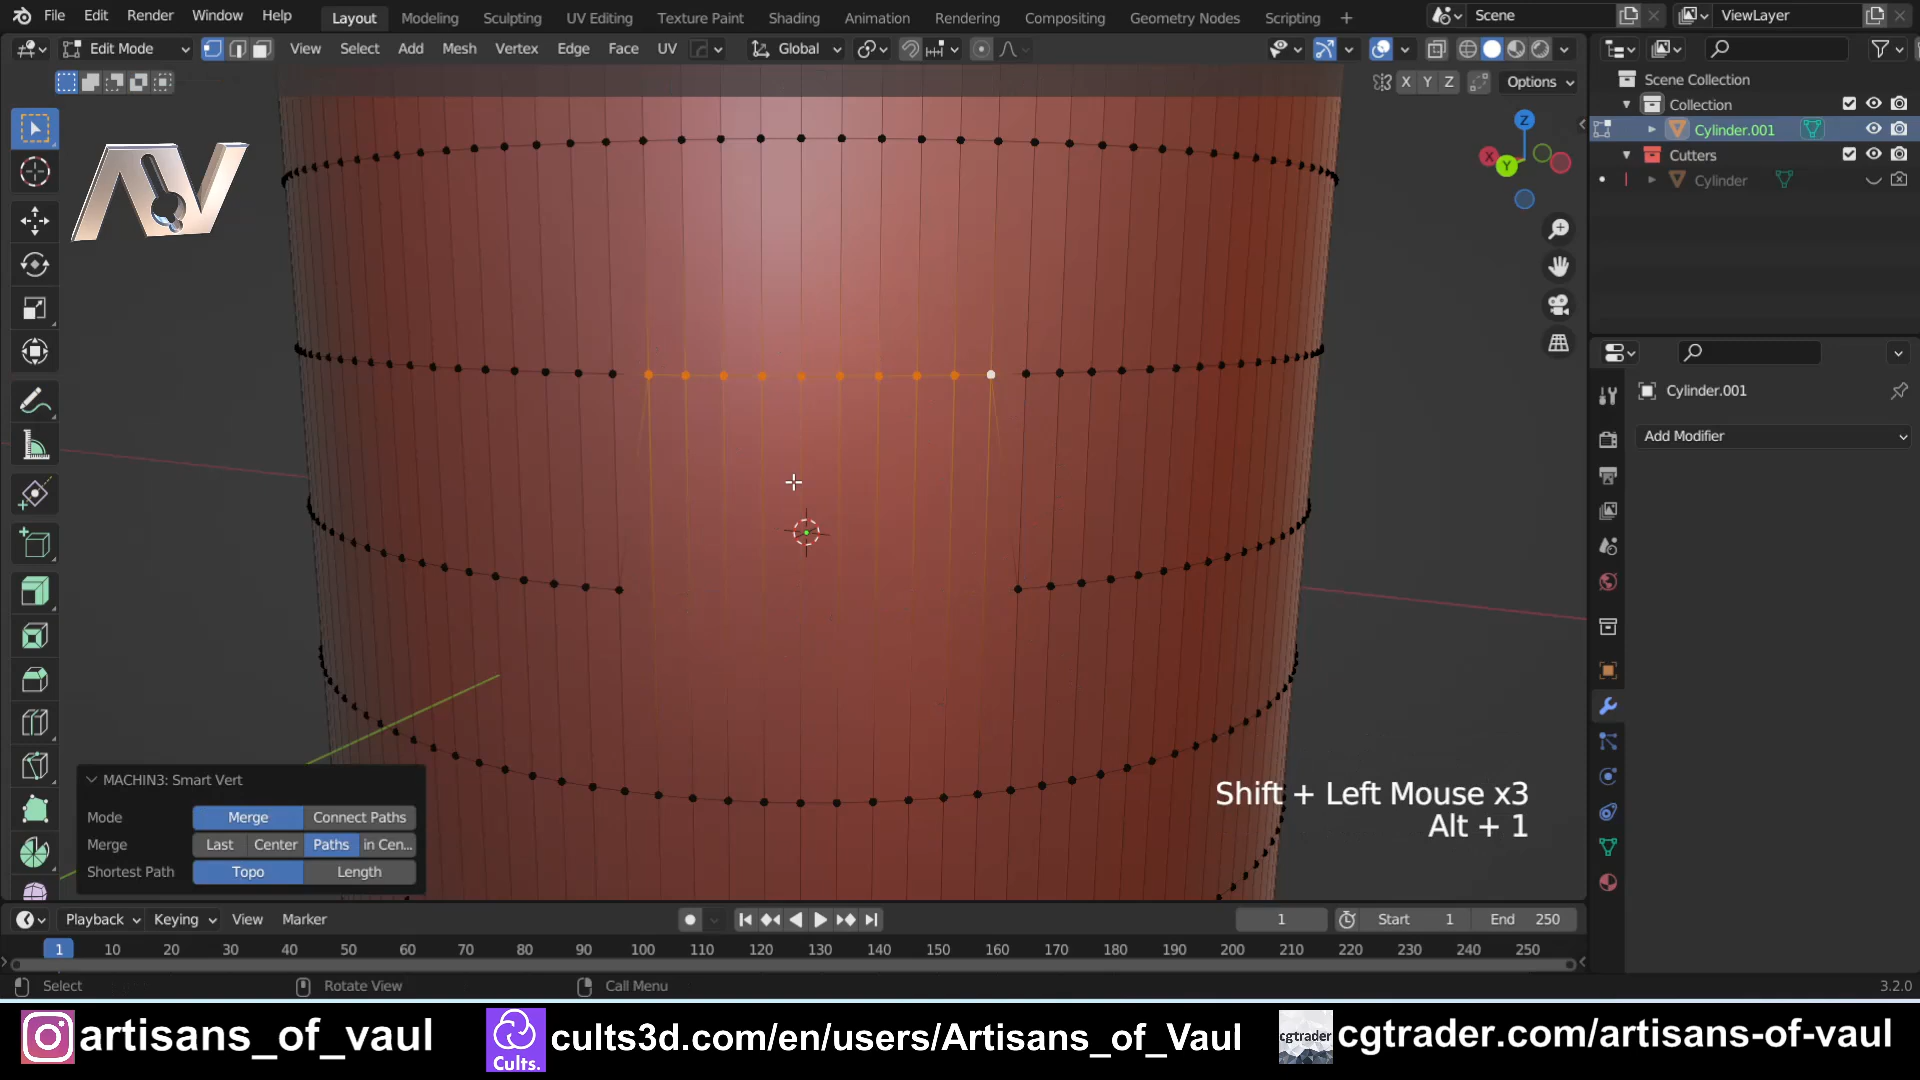 File Edit Render Window Help Layout Modeling Sculpting UV Editing Texture Paint Shading Animation Rendering Compositing Geometry Nodes Scripting + Scene ViewLayer
Edit Mode View Select Add Mesh Vertex Edge Face UV Global
X Y Z Options
Scene Collection
Collection
Cylinder.001
Cutters
Cylinder
Z
X
Y
Cylinder.001
Add Modifier
AV
MACHIN3: Smart Vert
Mode Merge Connect Paths
Merge Last Center Paths in Cen...
Shortest Path Topo Length
Shift + Left Mouse x3
Alt + 1
Playback Keying View Marker 1 Start 1 End 250
1 10 20 30 40 50 60 70 80 90 100 110 120 130 140 150 160 170 180 190 200 210 220 230 240 250
Select Rotate View Call Menu 3.2.0
artisans_of_vaul Cults. cults3d.com/en/users/Artisans_of_Vaul cgtrader cgtrader.com/artisans-of-vaul